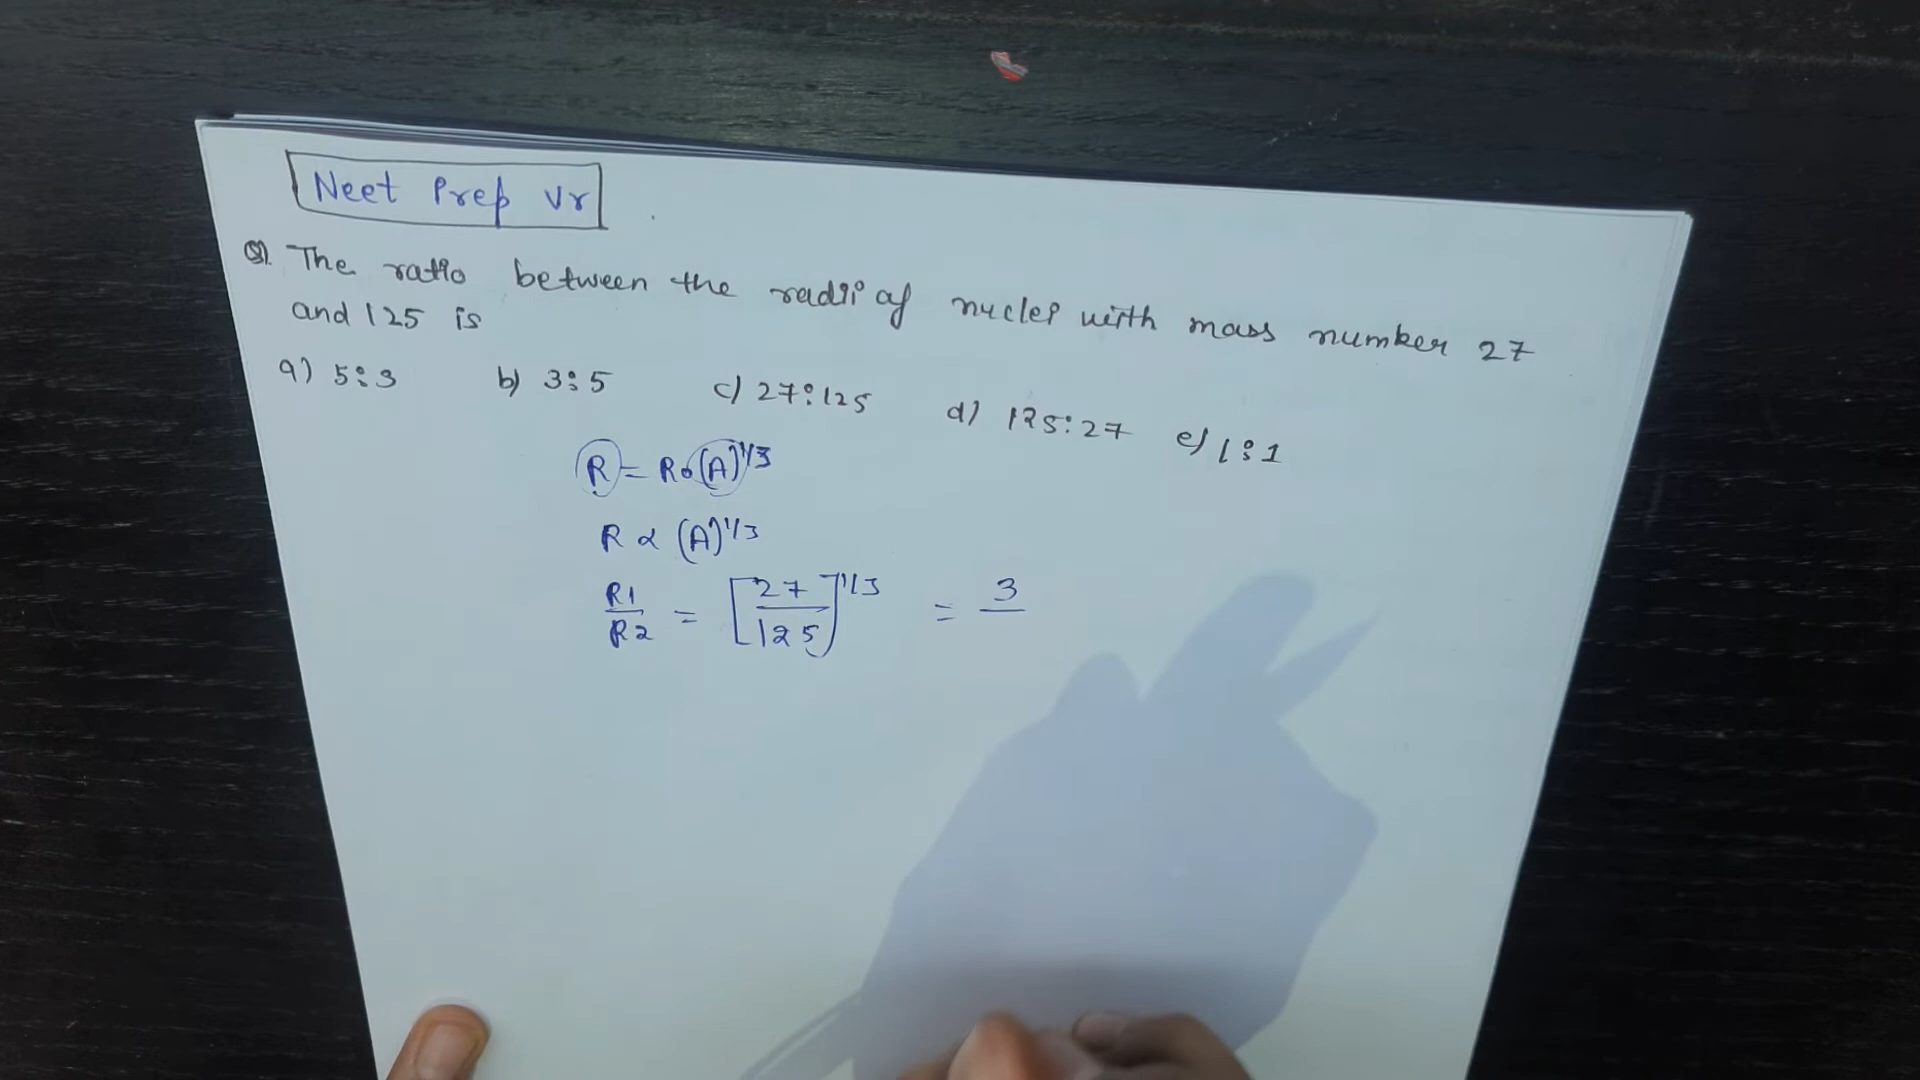 Neet Prep Vr
Q. The ratio between the radii of nuclei with mass number 27
and 125 is
a) 5:3 b) 3:5 c) 27:125 d) 125:27 e) 1:1
R = R₀(A)^1/3
R ∝ (A)^1/3
R1/R2 = [27/125]^1/3 = 3/